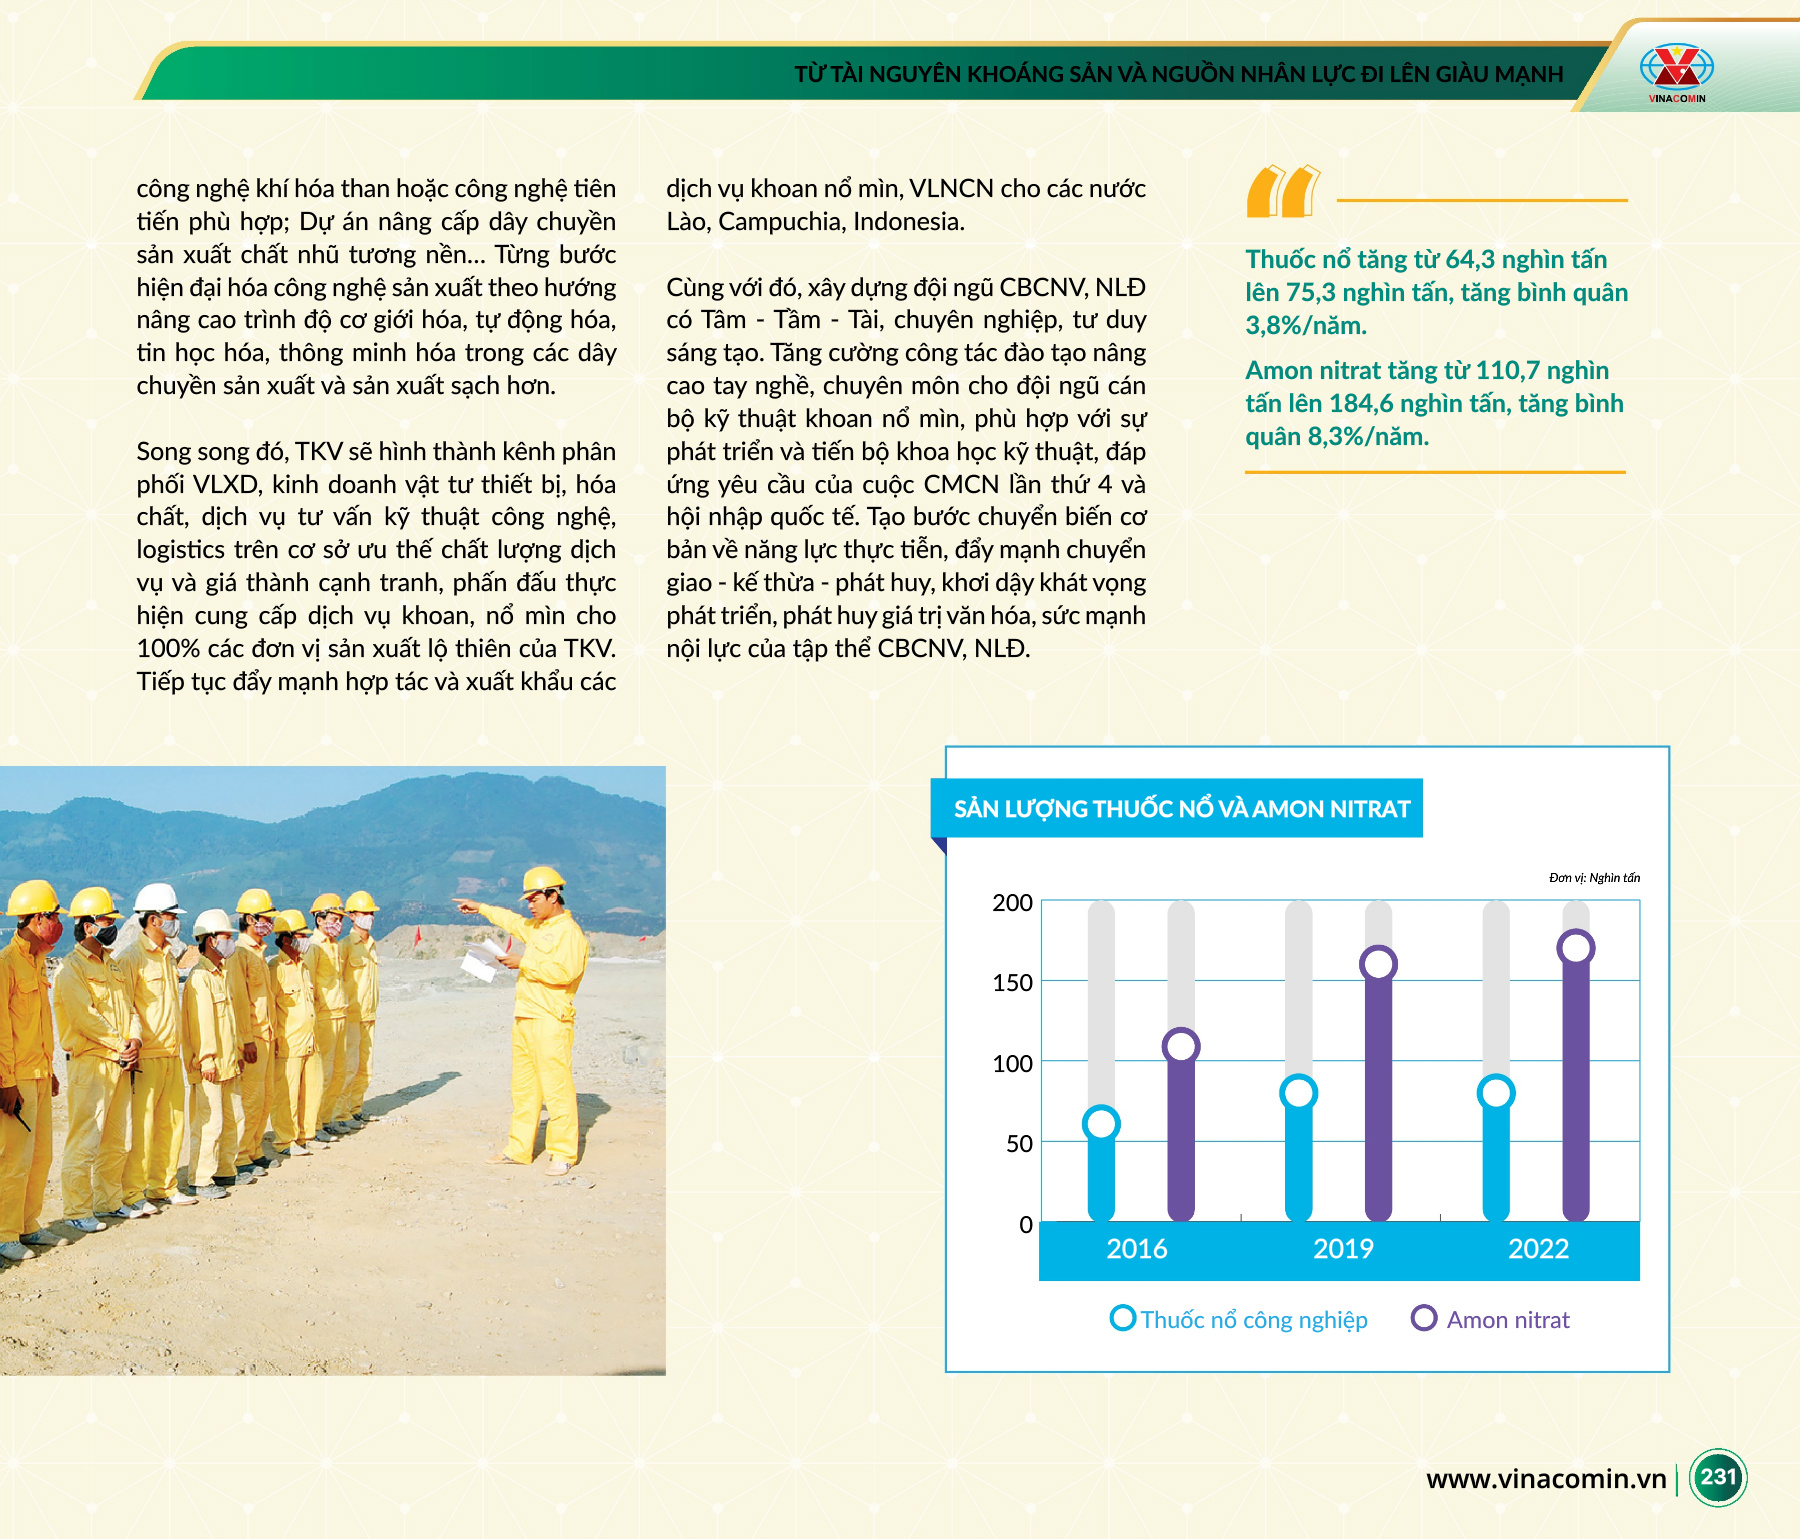 TỪ TÀI NGUYÊN KHOÁNG SẢN VÀ NGUỒN NHÂN LỰC ĐI LÊN GIÀU MẠNH
VINACOMIN
công nghệ khí hóa than hoặc công nghệ tiên
tiến phù hợp; Dự án nâng cấp dây chuyền
sản xuất chất nhũ tương nền... Từng bước
hiện đại hóa công nghệ sản xuất theo hướng
nâng cao trình độ cơ giới hóa, tự động hóa,
tin học hóa, thông minh hóa trong các dây
chuyền sản xuất và sản xuất sạch hơn.
Song song đó, TKV sẽ hình thành kênh phân
phối VLXD, kinh doanh vật tư thiết bị, hóa
chất, dịch vụ tư vấn kỹ thuật công nghệ,
logistics trên cơ sở ưu thế chất lượng dịch
vụ và giá thành cạnh tranh, phấn đấu thực
hiện cung cấp dịch vụ khoan, nổ mìn cho
100% các đơn vị sản xuất lộ thiên của TKV.
Tiếp tục đẩy mạnh hợp tác và xuất khẩu các
dịch vụ khoan nổ mìn, VLNCN cho các nước
Lào, Campuchia, Indonesia.
Cùng với đó, xây dựng đội ngũ CBCNV, NLĐ
có Tâm - Tầm - Tài, chuyên nghiệp, tư duy
sáng tạo. Tăng cường công tác đào tạo nâng
cao tay nghề, chuyên môn cho đội ngũ cán
bộ kỹ thuật khoan nổ mìn, phù hợp với sự
phát triển và tiến bộ khoa học kỹ thuật, đáp
ứng yêu cầu của cuộc CMCN lần thứ 4 và
hội nhập quốc tế. Tạo bước chuyển biến cơ
bản về năng lực thực tiễn, đẩy mạnh chuyển
giao - kế thừa - phát huy, khơi dậy khát vọng
phát triển, phát huy giá trị văn hóa, sức mạnh
nội lực của tập thể CBCNV, NLĐ.
Thuốc nổ tăng từ 64,3 nghìn tấn
lên 75,3 nghìn tấn, tăng bình quân
3,8%/năm.
Amon nitrat tăng từ 110,7 nghìn
tấn lên 184,6 nghìn tấn, tăng bình
quân 8,3%/năm.
SẢN LƯỢNG THUỐC NỔ VÀ AMON NITRAT
Đơn vị: Nghìn tấn
200
150
100
50
0
2016 2019 2022
Thuốc nổ công nghiệp Amon nitrat
www.vinacomin.vn 231